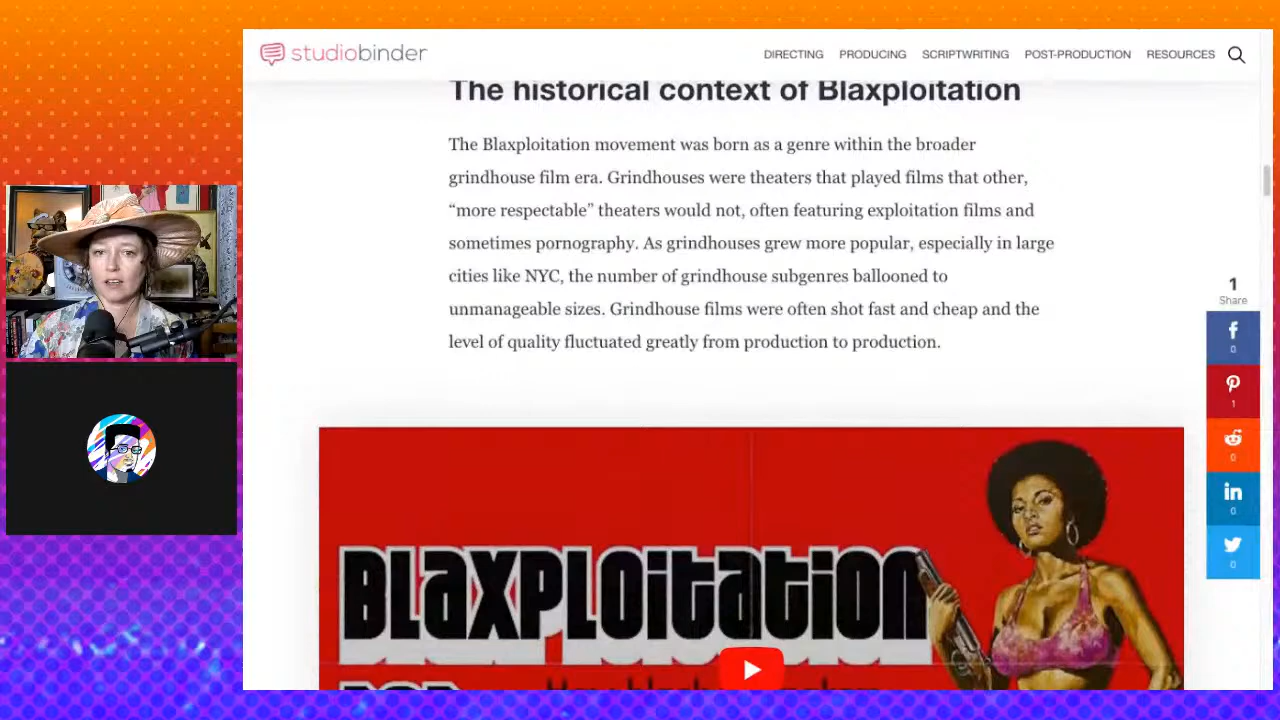 studiobinder
DIRECTING PRODUCING SCRIPTWRITING POST-PRODUCTION RESOURCES
The historical context of Blaxploitation
The Blaxploitation movement was born as a genre within the broader
grindhouse film era. Grindhouses were theaters that played films that other,
“more respectable” theaters would not, often featuring exploitation films and
sometimes pornography. As grindhouses grew more popular, especially in large
cities like NYC, the number of grindhouse subgenres ballooned to
unmanageable sizes. Grindhouse films were often shot fast and cheap and the
level of quality fluctuated greatly from production to production.
1
Share
0
1
0
0
0
BLaxPLoitation